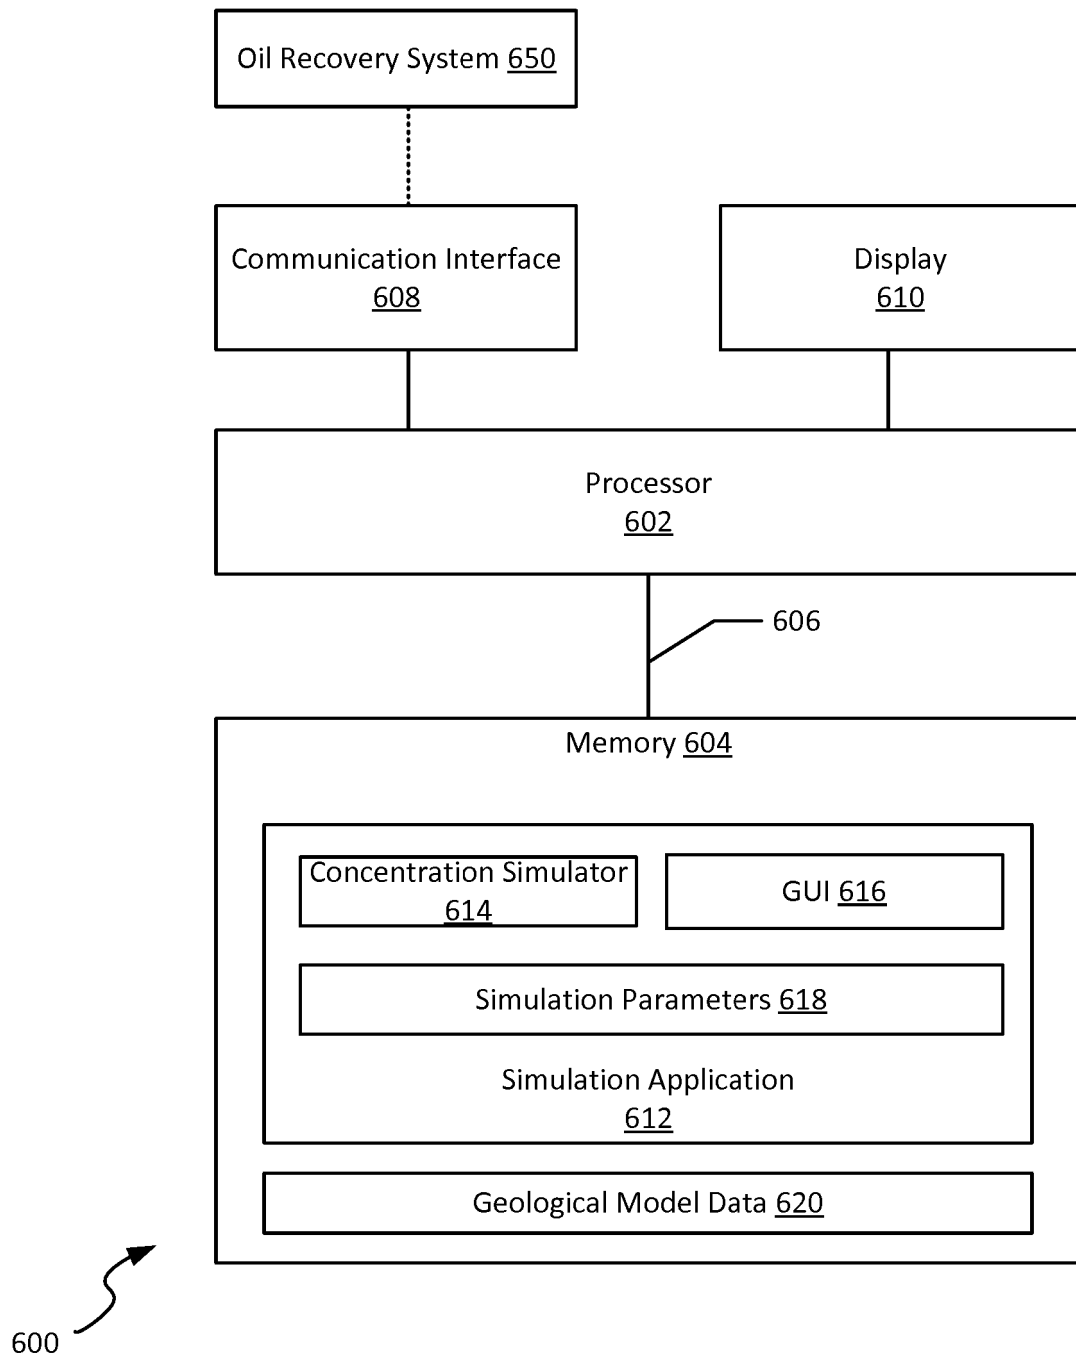 Oil Recovery System 650
Communication Interface
608
Display
610
Processor
602
606
Memory 604
Concentration Simulator
614
GUI 616
Simulation Parameters 618
Simulation Application
612
Geological Model Data 620
600